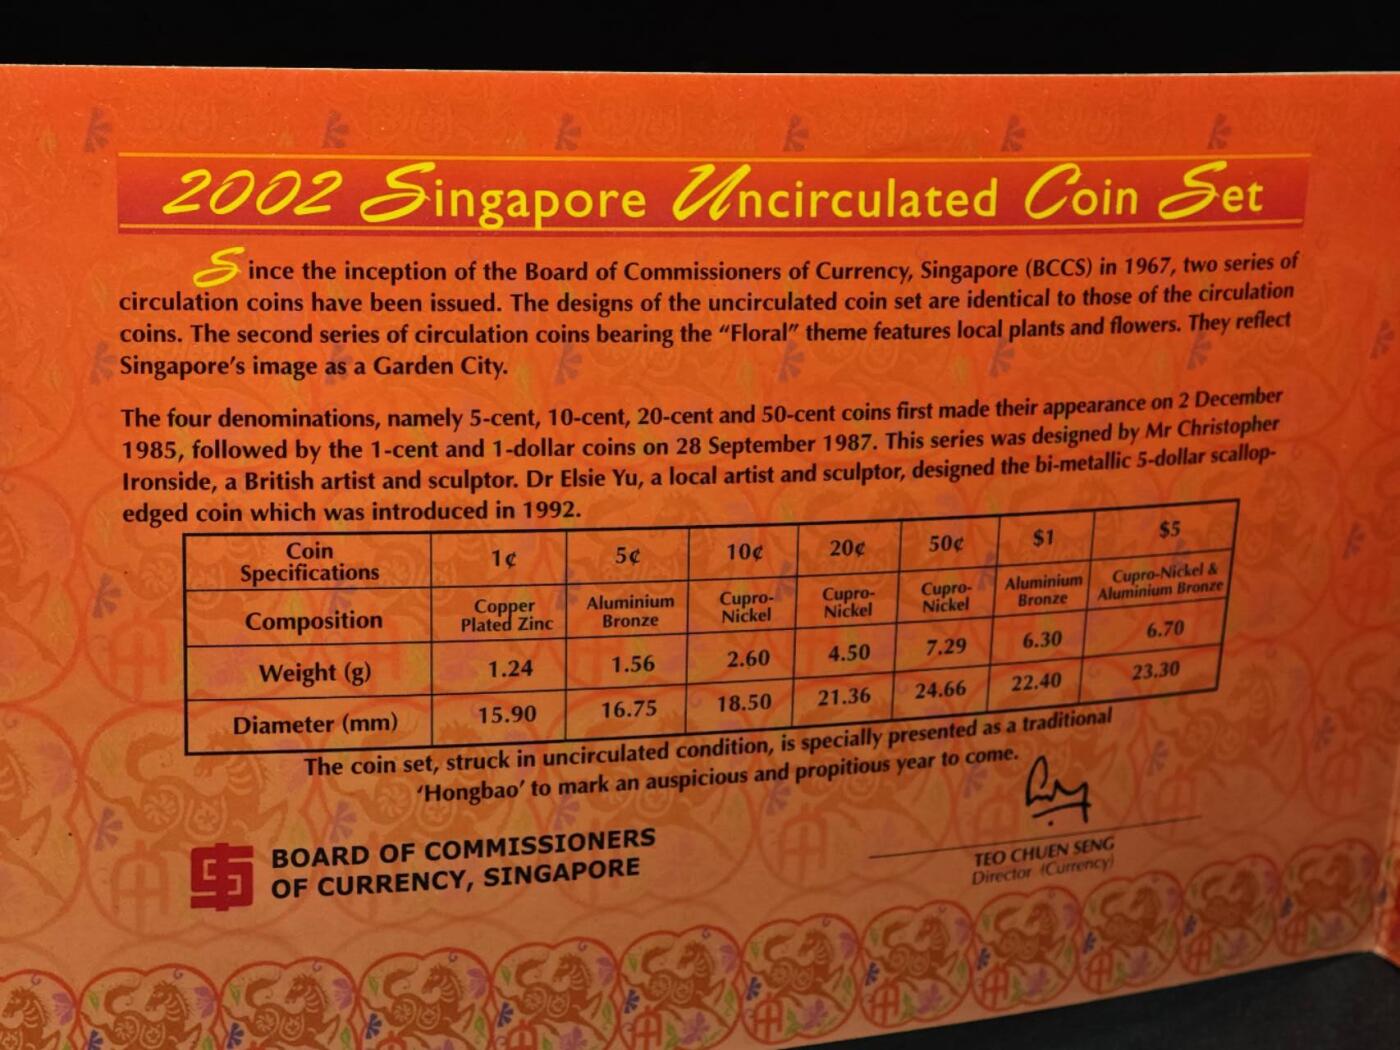 2002 Singapore Uncirculated Coin Set
Since the inception of the Board of Commissioners of Currency, Singapore (BCCS) in 1967, two series of
circulation coins have been issued. The designs of the uncirculated coin set are identical to those of the circulation
coins. The second series of circulation coins bearing the “Floral” theme features local plants and flowers. They reflect
Singapore’s image as a Garden City.
The four denominations, namely 5-cent, 10-cent, 20-cent and 50-cent coins first made their appearance on 2 December
1985, followed by the 1-cent and 1-dollar coins on 28 September 1987. This series was designed by Mr Christopher
Ironside, a British artist and sculptor. Dr Elsie Yu, a local artist and sculptor, designed the bi-metallic 5-dollar scallop-
edged coin which was introduced in 1992.
Coin Specifications 1¢ 5¢ 10¢ 20¢ 50¢ $1 $5
Composition Copper Plated Zinc Aluminium Bronze Cupro-Nickel Cupro-Nickel Cupro-Nickel Aluminium Bronze Cupro-Nickel & Aluminium Bronze
Weight (g) 1.24 1.56 2.60 4.50 7.29 6.30 6.70
Diameter (mm) 15.90 16.75 18.50 21.36 24.66 22.40 23.30
The coin set, struck in uncirculated condition, is specially presented as a traditional
‘Hongbao’ to mark an auspicious and propitious year to come.
BOARD OF COMMISSIONERS
OF CURRENCY, SINGAPORE
TEO CHUEN SENG
Director (Currency)